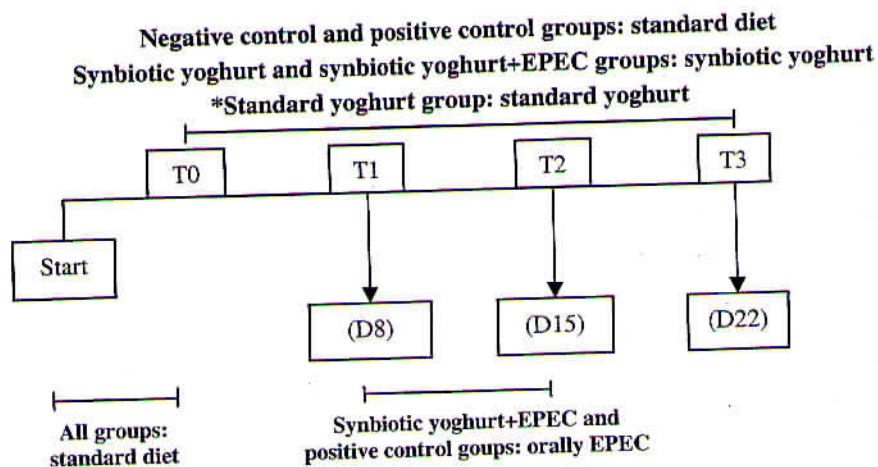 Negative control and positive control groups: standard diet
Synbiotic yoghurt and synbiotic yoghurt+EPEC groups: synbiotic yoghurt
*Standard yoghurt group: standard yoghurt
T0
T1
T2
T3
Start
(D8)
(D15)
(D22)
All groups:
standard diet
Synbiotic yoghurt+EPEC and
positive control goups: orally EPEC